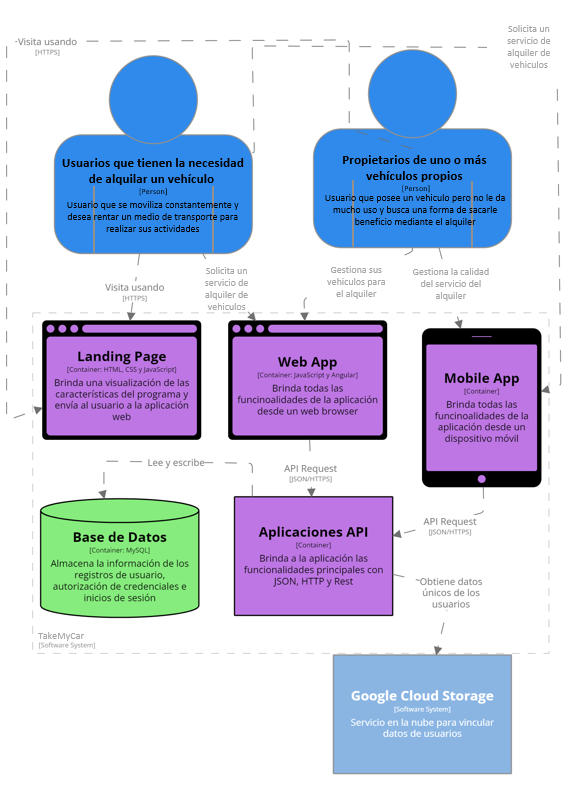 Solicita un
servicio de
alquiler de
vehiculos
Visita usando
[HTTPS]
Usuarios que tienen la necesidad
de alquilar un vehículo
[Person]
Usuario que se moviliza constantemente y
desea rentar un medio de transporte para
realizar sus actividades
Propietarios de uno o más
vehículos propios
[Person]
Usuario que posee un vehiculo pero no le da
mucho uso y busca una forma de sacarle
beneficio mediante el alquiler
Visita usando
[HTTPS]
Solicita un
servicio de
alquiler de
vehiculos
Gestiona sus
vehiculos para
el alquiler
Gestiona la calidad
del servicio del
alquiler
Landing Page
[Container: HTML, CSS y JavaScript]
Brinda una visualización de las
características del programa y
envía al usuario a la aplicación
web
Web App
[Container: JavaScript y Angular]
Brinda todas las
funcinoalidades de la aplicación
desde un web browser
Mobile App
[Container]
Brinda todas las
funcinoalidades de la
aplicación desde un
dispositivo móvil
Lee y escribe
API Request
[JSON/HTTPS]
API Request
[JSON/HTTPS]
Base de Datos
[Container: MySQL]
Almacena la información de los
registros de usuario,
autorización de credenciales e
inicios de sesión
Aplicaciones API
[Container]
Brinda a la aplicación las
funcionalidades principales con
JSON, HTTP y Rest
Obtiene datos
únicos de los
usuarios
TakeMyCar
[Software System]
Google Cloud Storage
[Software System]
Servicio en la nube para vincular
datos de usuarios